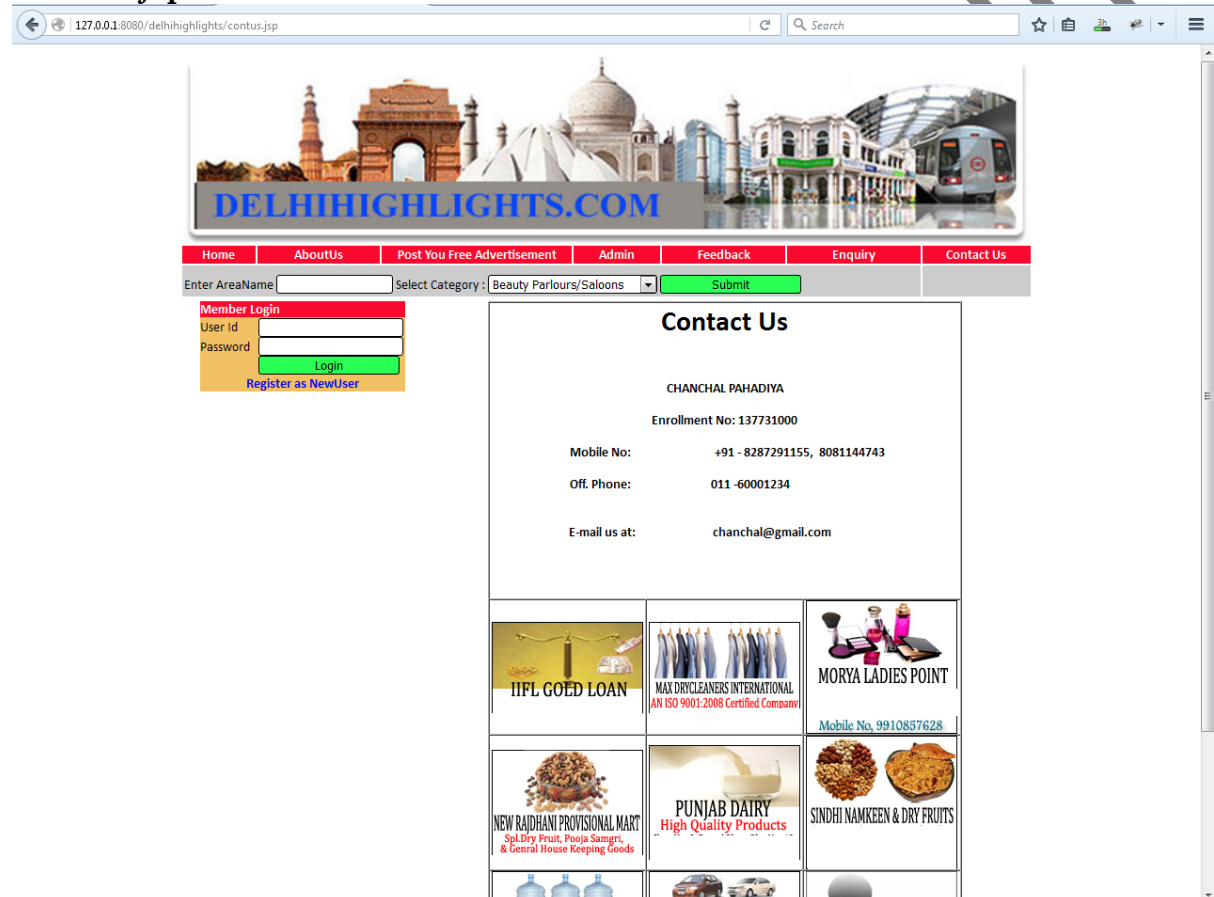 127.0.0.1:8080/delhihighlights/contus.jsp
Search
3h
DELHIHIGHLIGHTS.COM
Home AboutUs Post You Free Advertisement Admin Feedback Enquiry Contact Us
Enter AreaName Select Category : Beauty Parlours/Saloons Submit
Member Login
User Id
Password
Login
Register as NewUser
Contact Us
CHANCHAL PAHADIYA
Enrollment No: 137731000
Mobile No: +91 - 8287291155, 8081144743
Off. Phone: 011 -60001234
E-mail us at: chanchal@gmail.com
IIFL GOLD LOAN
MAX DRYCLEANERS INTERNATIONAL
AN ISO 9001:2008 Certified Company
MORYA LADIES POINT
Mobile No, 9910857628
NEW RAJDHANI PROVISIONAL MART
Spl.Dry Fruit, Pooja Samgri,
& Genral House Keeping Goods
PUNJAB DAIRY
High Quality Products
SINDHI NAMKEEN & DRY FRUITS